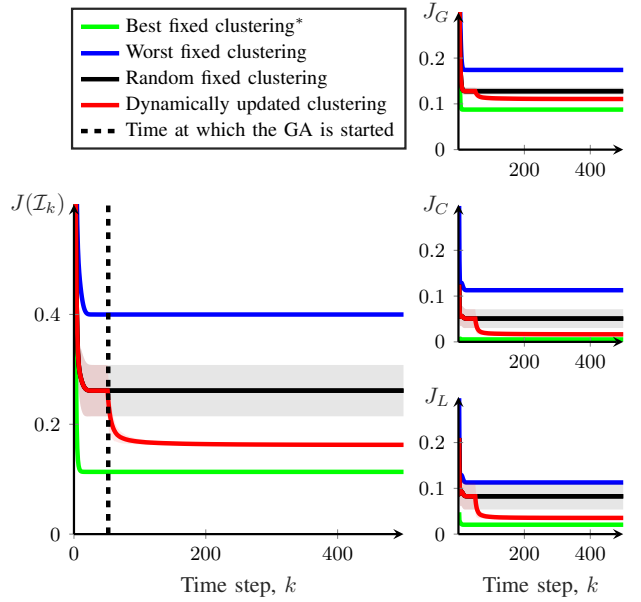 Best fixed clustering*
Worst fixed clustering
Random fixed clustering
Dynamically updated clustering
Time at which the GA is started
J_G
0.2
0.1
0
200 400
J(I_k)
0.4
0.2
0
0 200 400
Time step, k
J_C
0.2
0.1
0
200 400
J_L
0.2
0.1
0
200 400
Time step, k